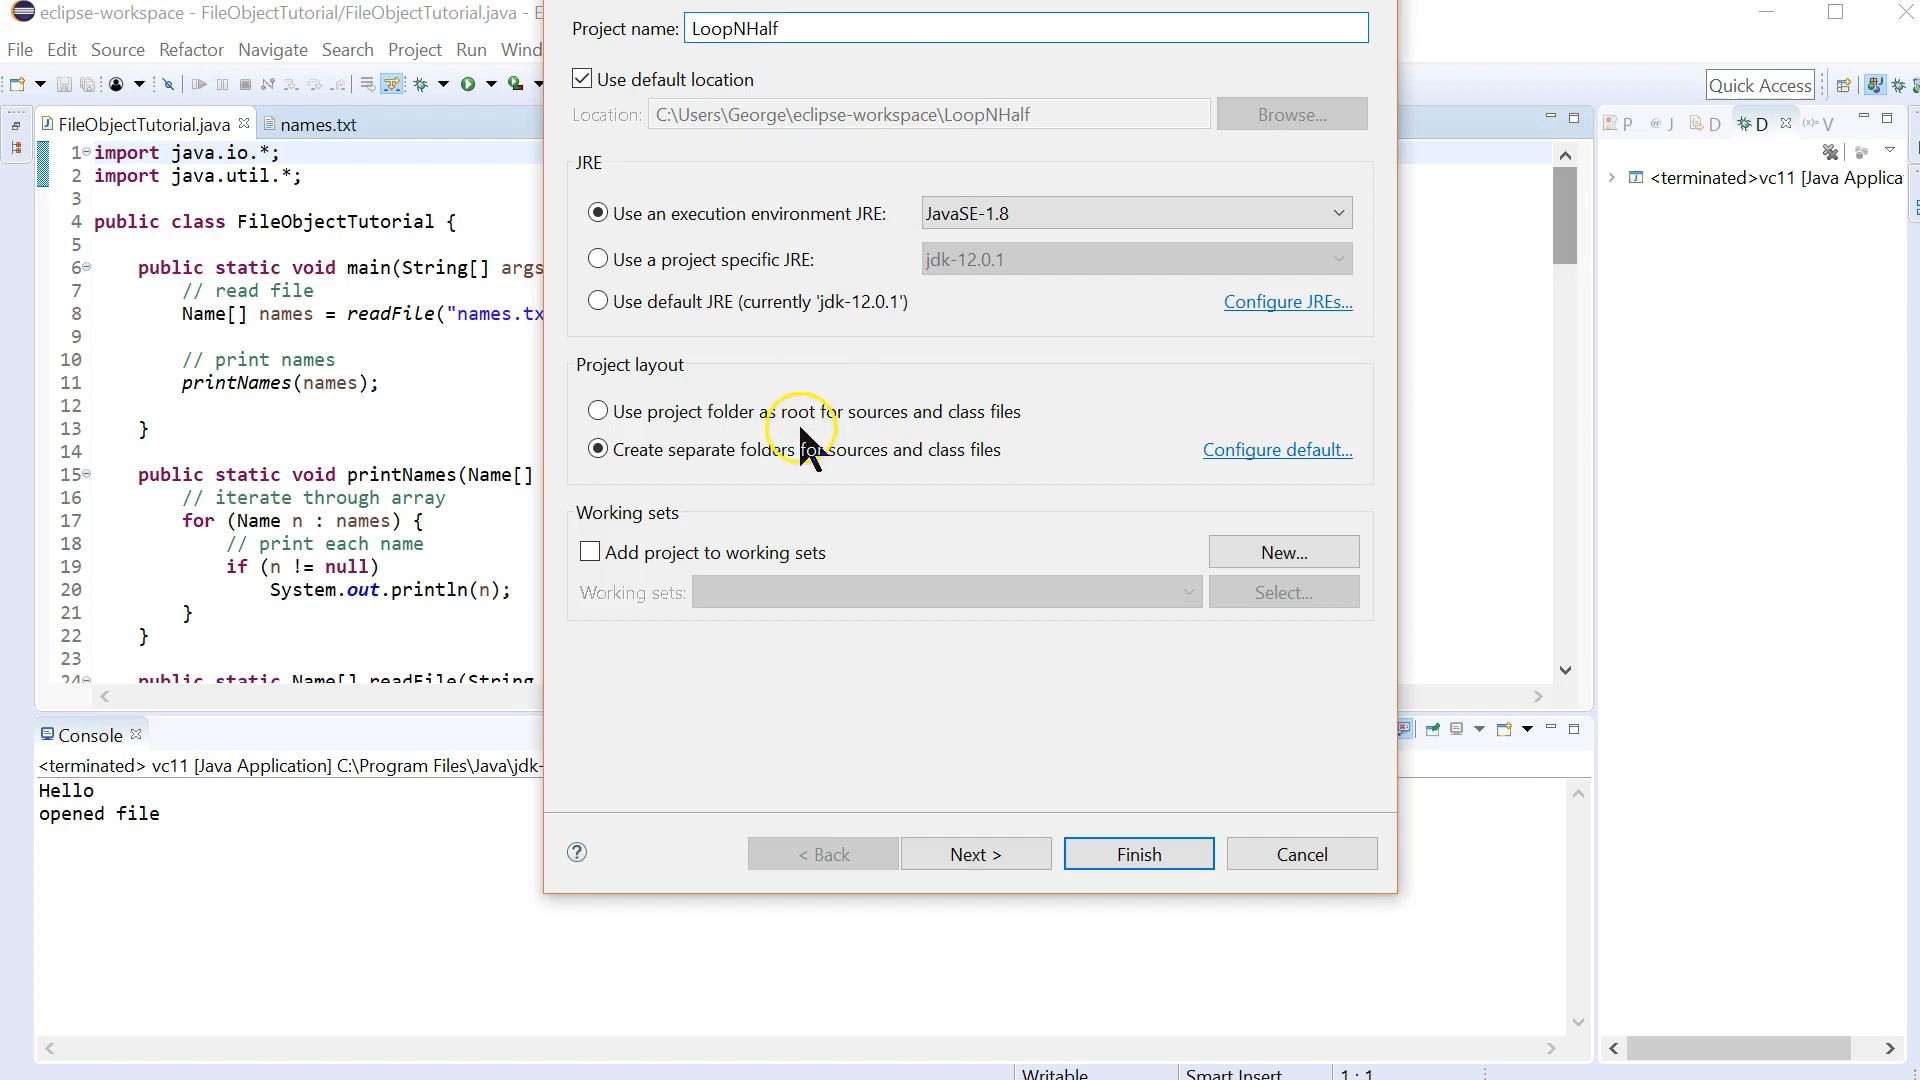 eclipse-workspace - FileObjectTutorial/FileObjectTutorial.java - E
File Edit Source Refactor Navigate Search Project Run Wind
Quick Access
FileObjectTutorial.java
names.txt
1 import java.io.*;
2 import java.util.*;
3
4 public class FileObjectTutorial {
5
6 public static void main(String[] args
7 // read file
8 Name[] names = readFile("names.tx
9
10 // print names
11 printNames(names);
12
13 }
14
15 public static void printNames(Name[]
16 // iterate through array
17 for (Name n : names) {
18 // print each name
19 if (n != null)
20 System.out.println(n);
21 }
22 }
23
24 public static Name[] readFile(String
Project name: LoopNHalf
Use default location
Location: C:\Users\George\eclipse-workspace\LoopNHalf
Browse...
JRE
Use an execution environment JRE: JavaSE-1.8
Use a project specific JRE: jdk-12.0.1
Use default JRE (currently 'jdk-12.0.1')
Configure JREs...
Project layout
Use project folder as root for sources and class files
Create separate folders for sources and class files
Configure default...
Working sets
Add project to working sets
New...
Working sets:
Select...
< Back
Next >
Finish
Cancel
P
@ J
D
D
(x)= V
<terminated>vc11 [Java Applica
Console
<terminated> vc11 [Java Application] C:\Program Files\Java\jdk-
Hello
opened file
Writable
Smart Insert
1 : 1